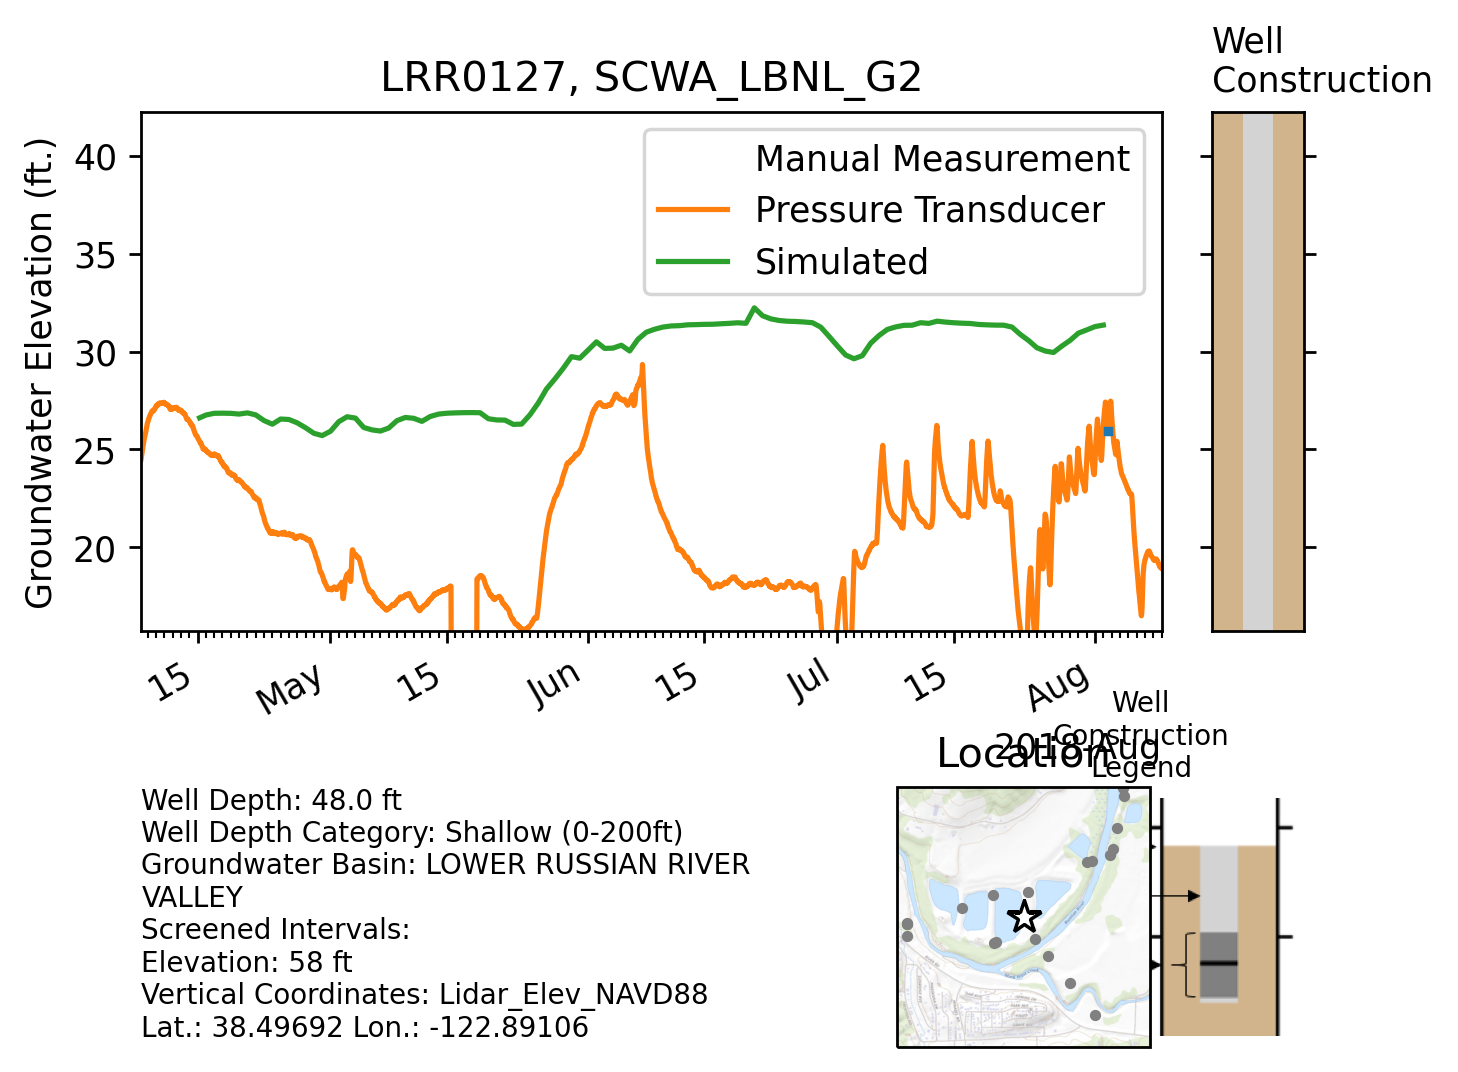 Well
Construction
LRR0127, SCWA_LBNL_G2
Groundwater Elevation (ft.)
40
35
30
25
20
Manual Measurement
Pressure Transducer
Simulated
15
May
15
Jun
15
Jul
15
Aug
2018-Aug
Well
Construction
Legend
Location
Well Depth: 48.0 ft
Well Depth Category: Shallow (0-200ft)
Groundwater Basin: LOWER RUSSIAN RIVER
VALLEY
Screened Intervals:
Elevation: 58 ft
Vertical Coordinates: Lidar_Elev_NAVD88
Lat.: 38.49692 Lon.: -122.89106